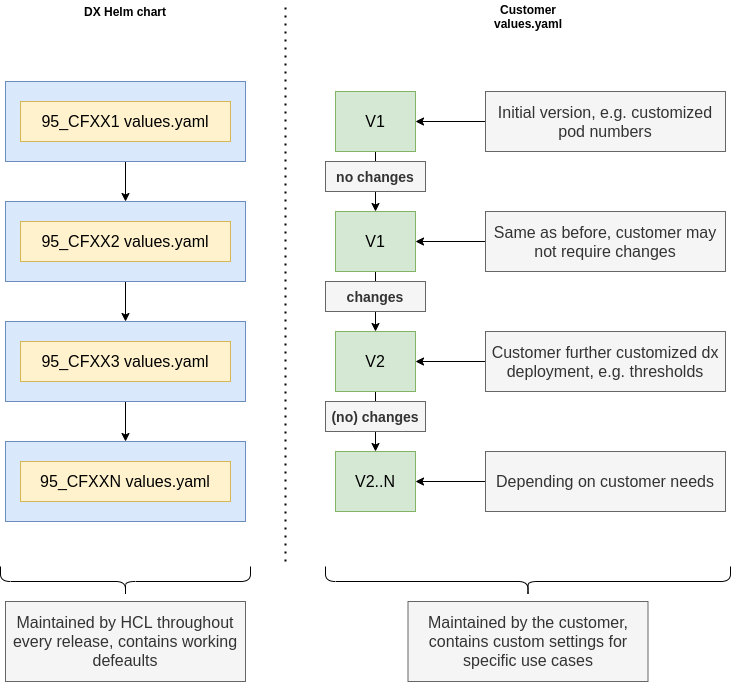 DX Helm chart
Customer
values.yaml
95_CFXX1 values.yaml
V1
Initial version, e.g. customized
pod numbers
no changes
95_CFXX2 values.yaml
V1
Same as before, customer may
not require changes
changes
95_CFXX3 values.yaml
V2
Customer further customized dx
deployment, e.g. thresholds
(no) changes
95_CFXXN values.yaml
V2..N
Depending on customer needs
Maintained by HCL throughout
every release, contains working
defeaults
Maintained by the customer,
contains custom settings for
specific use cases